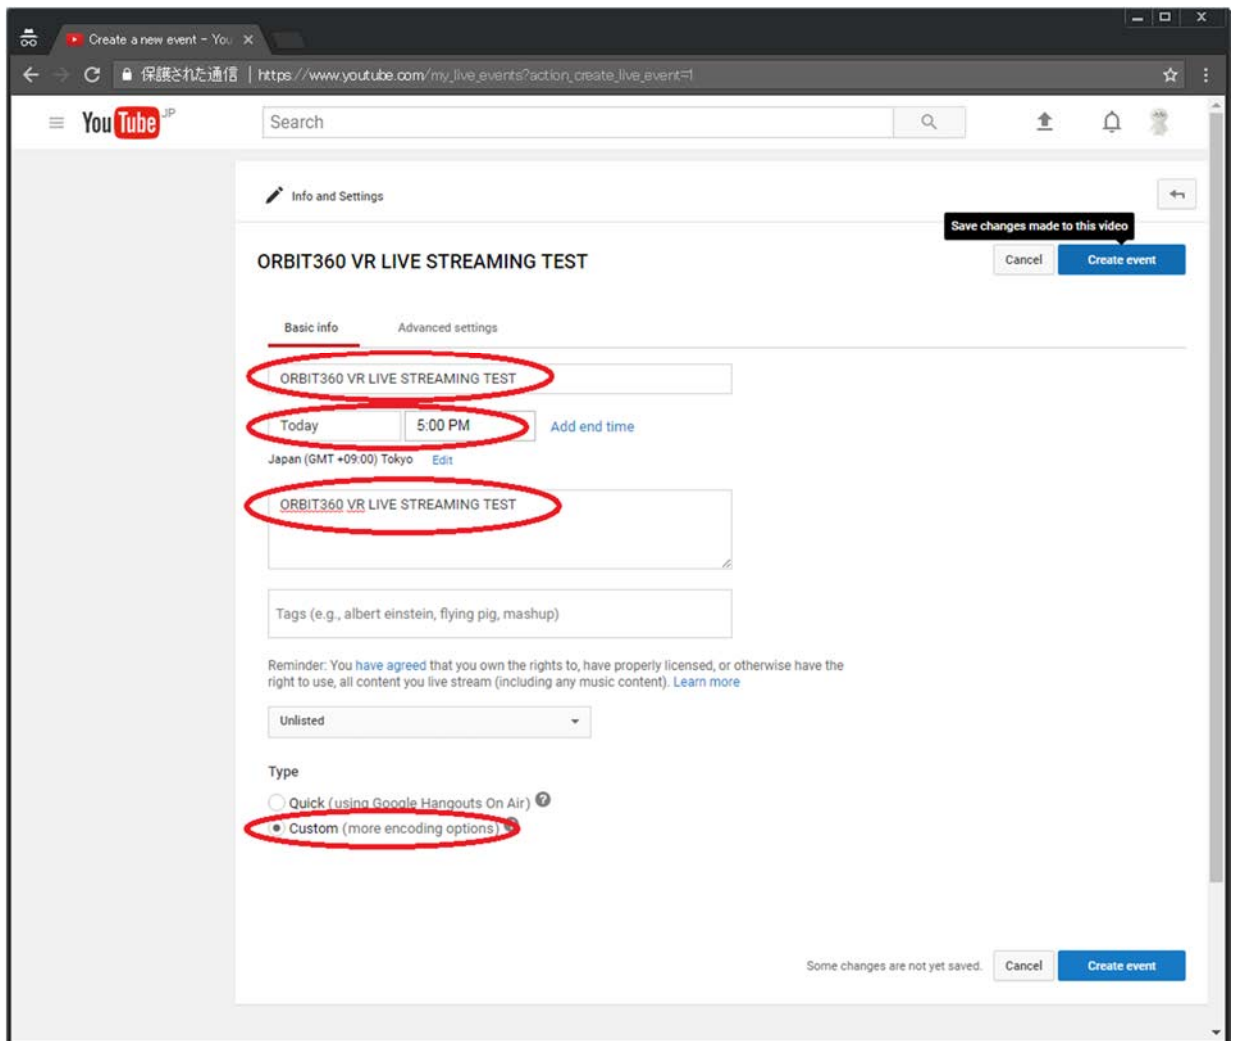 Create a new event - You
保護された通信 | https://www.youtube.com/my_live_events?action_create_live_event=1
YouTube JP
Search
Info and Settings
Save changes made to this video
ORBIT360 VR LIVE STREAMING TEST
Cancel
Create event
Basic info
Advanced settings
ORBIT360 VR LIVE STREAMING TEST
Today
5:00 PM
Add end time
Japan (GMT +09:00) Tokyo
Edit
ORBIT360 VR LIVE STREAMING TEST
Tags (e.g., albert einstein, flying pig, mashup)
Reminder: You have agreed that you own the rights to, have properly licensed, or otherwise have the
right to use, all content you live stream (including any music content). Learn more
Unlisted
Type
Quick (using Google Hangouts On Air) ?
Custom (more encoding options)
Some changes are not yet saved.
Cancel
Create event